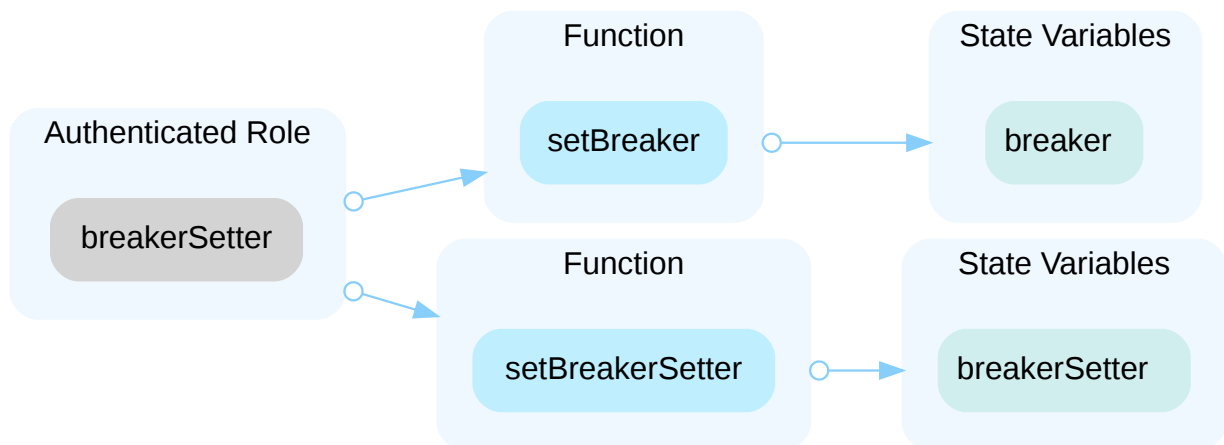 Authenticated Role
breakerSetter
Function
setBreaker
State Variables
breaker
Function
setBreakerSetter
State Variables
breakerSetter